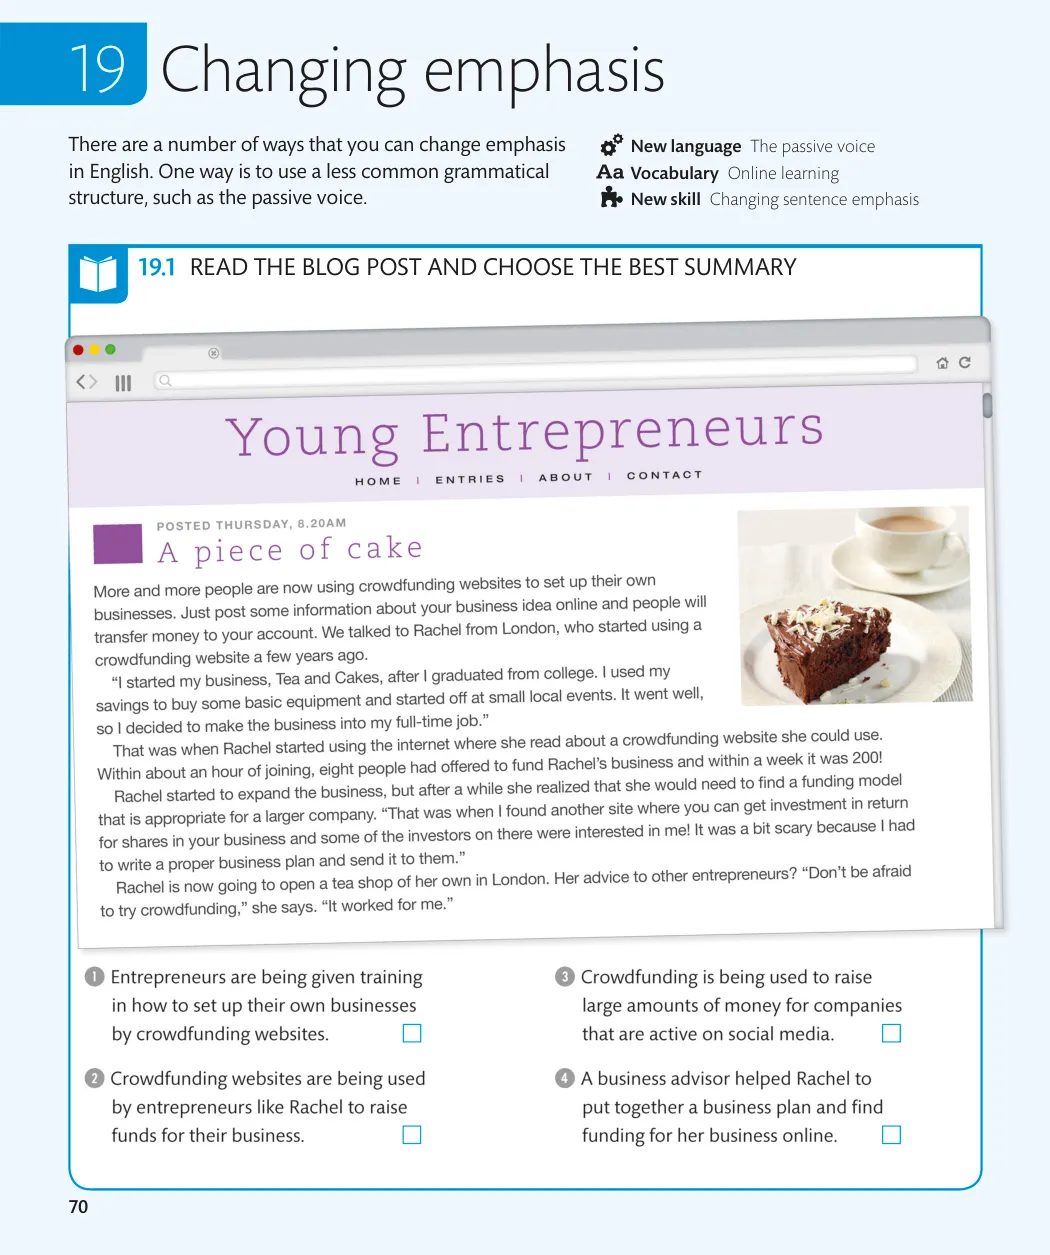 19 Changing emphasis
There are a number of ways that you can change emphasis
in English. One way is to use a less common grammatical
structure, such as the passive voice.
New language The passive voice
Aa Vocabulary Online learning
New skill Changing sentence emphasis
19.1 READ THE BLOG POST AND CHOOSE THE BEST SUMMARY
Young Entrepreneurs
HOME | ENTRIES | ABOUT | CONTACT
POSTED THURSDAY, 8.20AM
A piece of cake
More and more people are now using crowdfunding websites to set up their own
businesses. Just post some information about your business idea online and people will
transfer money to your account. We talked to Rachel from London, who started using a
crowdfunding website a few years ago.
“I started my business, Tea and Cakes, after I graduated from college. I used my
savings to buy some basic equipment and started off at small local events. It went well,
so I decided to make the business into my full-time job.”
That was when Rachel started using the internet where she read about a crowdfunding website she could use.
Within about an hour of joining, eight people had offered to fund Rachel’s business and within a week it was 200!
Rachel started to expand the business, but after a while she realized that she would need to find a funding model
that is appropriate for a larger company. “That was when I found another site where you can get investment in return
for shares in your business and some of the investors on there were interested in me! It was a bit scary because I had
to write a proper business plan and send it to them.”
Rachel is now going to open a tea shop of her own in London. Her advice to other entrepreneurs? “Don’t be afraid
to try crowdfunding,” she says. “It worked for me.”
1 Entrepreneurs are being given training
in how to set up their own businesses
by crowdfunding websites.
2 Crowdfunding websites are being used
by entrepreneurs like Rachel to raise
funds for their business.
3 Crowdfunding is being used to raise
large amounts of money for companies
that are active on social media.
4 A business advisor helped Rachel to
put together a business plan and find
funding for her business online.
70